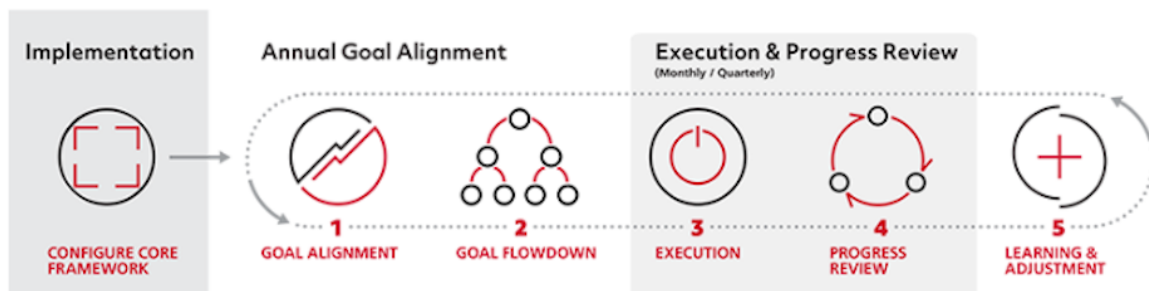 Implementation
CONFIGURE CORE
FRAMEWORK
Annual Goal Alignment
1
GOAL ALIGNMENT
2
GOAL FLOWDOWN
Execution & Progress Review
(Monthly / Quarterly)
3
EXECUTION
4
PROGRESS
REVIEW
5
LEARNING &
ADJUSTMENT